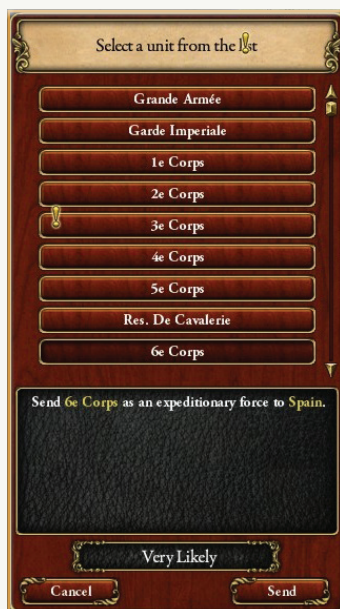 Select a unit from the list
Grande Armée
Garde Imperiale
1e Corps
2e Corps
3e Corps
4e Corps
5e Corps
Res. De Cavalerie
6e Corps
Send 6e Corps as an expeditionary force to Spain.
Very Likely
Cancel
Send